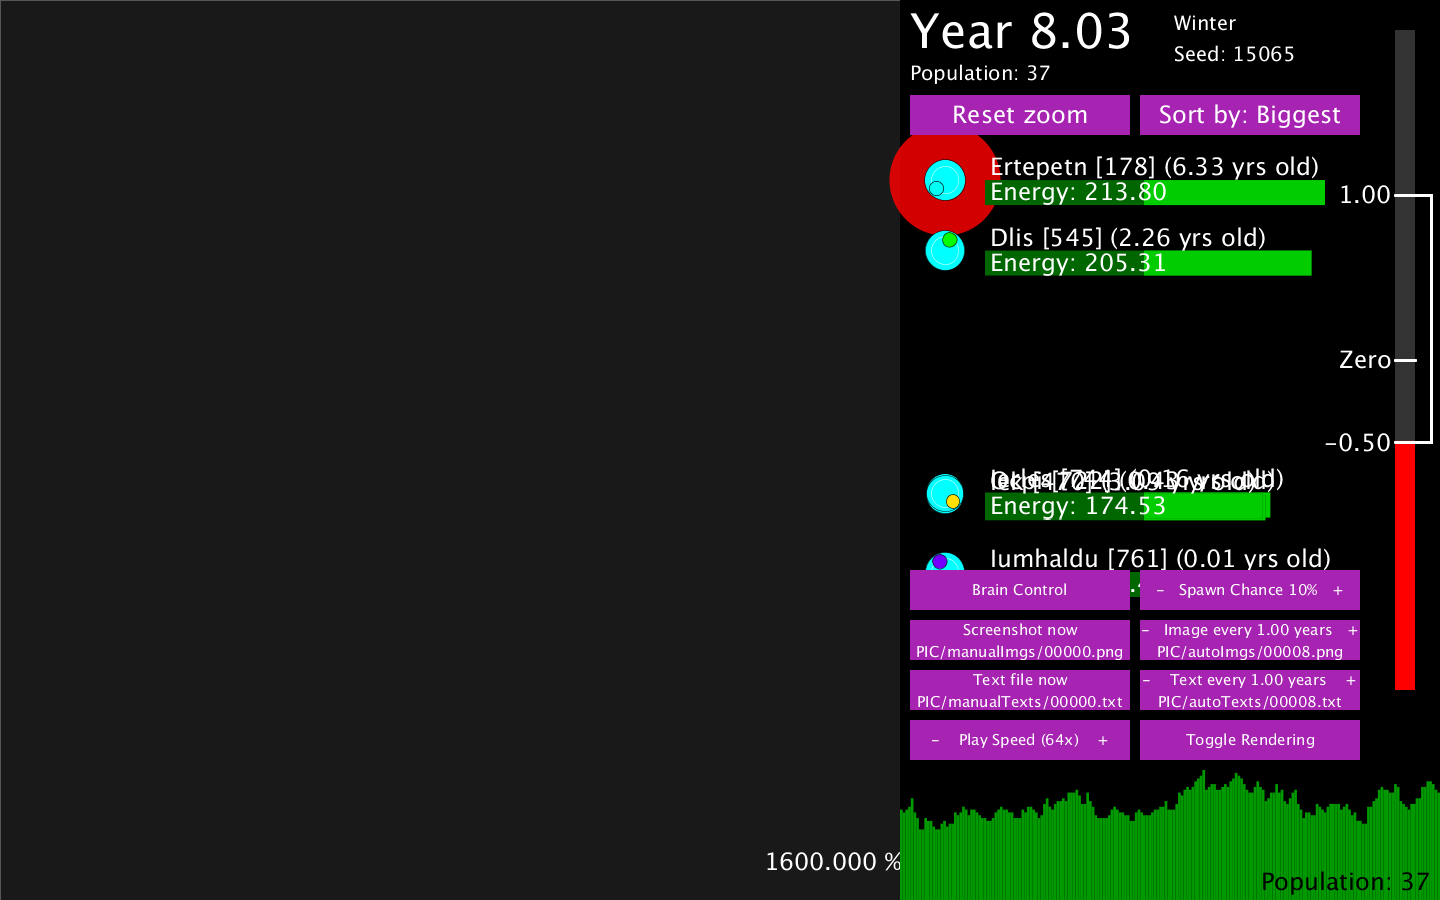 Year 8.03
Winter
Seed: 15065
Population: 37
Reset zoom
Sort by: Biggest
Ertepetn [178] (6.33 yrs old)
Energy: 213.80
1.00
Dlis [545] (2.26 yrs old)
Energy: 205.31
Zero
-0.50
Energy: 174.53
Iumhaldu [761] (0.01 yrs old)
Brain Control
- Spawn Chance 10% +
Screenshot now
PIC/manualImgs/00000.png
- Image every 1.00 years +
PIC/autoImgs/00008.png
Text file now
PIC/manualTexts/00000.txt
- Text every 1.00 years +
PIC/autoTexts/00008.txt
- Play Speed (64x) +
Toggle Rendering
1600.000 %
Population: 37